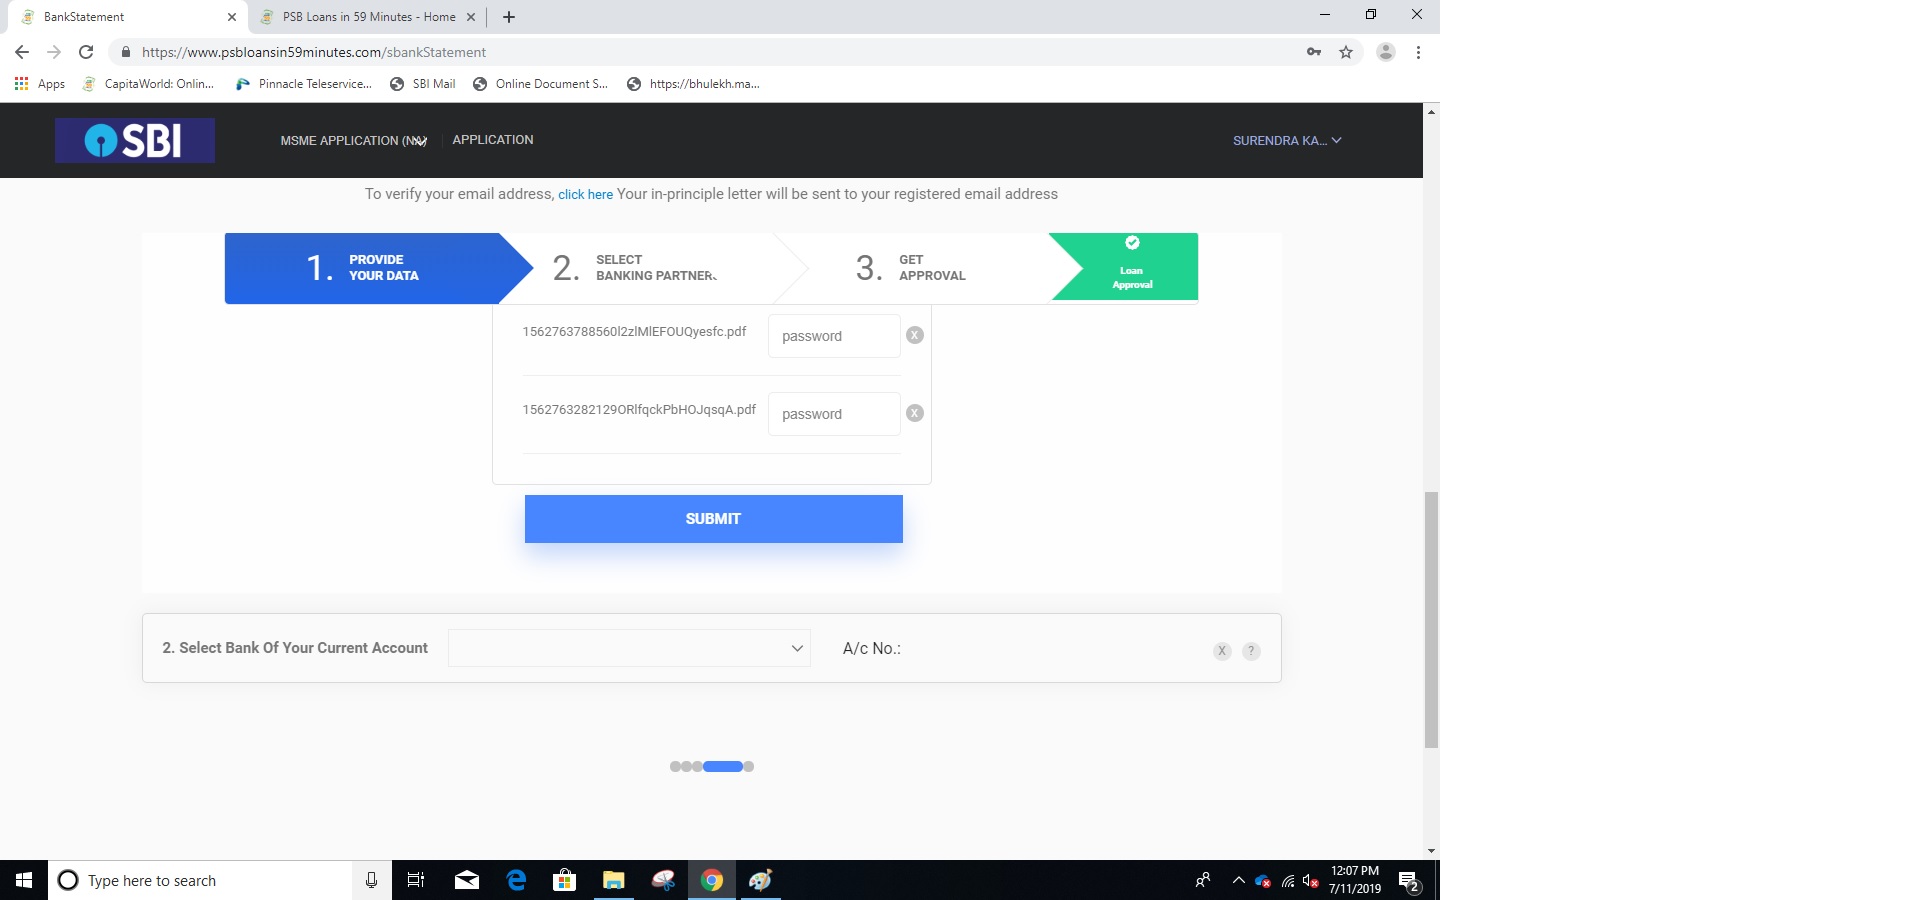 BankStatement
PSB Loans in 59 Minutes - Home
https://www.psbloansin59minutes.com/sbankStatement
Apps
CapitaWorld: Onlin...
Pinnacle Teleservice...
SBI Mail
Online Document S...
https://bhulekh.ma...
SBI
MSME APPLICATION (NA)
APPLICATION
SURENDRA KA...
To verify your email address, click here Your in-principle letter will be sent to your registered email address
1. PROVIDE
YOUR DATA
2. SELECT
BANKING PARTNER
3. GET
APPROVAL
Loan
Approval
1562763788560l2zlMlEFOUQyesfc.pdf
password
X
1562763282129ORlfqckPbHOJqsqA.pdf
password
X
SUBMIT
2. Select Bank Of Your Current Account
A/c No.:
X
?
Type here to search
12:07 PM
7/11/2019
2